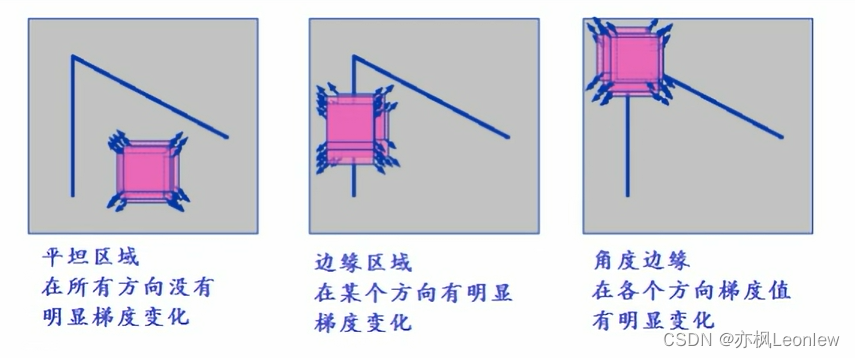 平坦区域
在所有方向没有
明显梯度变化
边缘区域
在某个方向有明显
梯度变化
角度边缘
在各个方向梯度值
有明显变化
CSDN @亦枫Leonlew